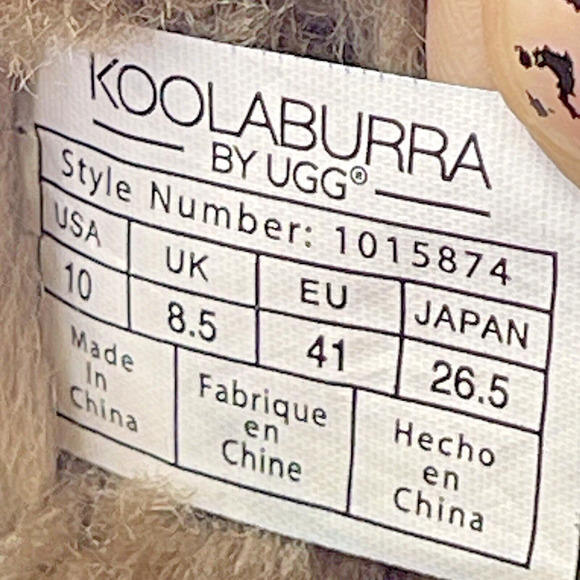 KOOLABURRA
BY UGG®
Style Number: 1015874
USA UK EU JAPAN
10 8.5 41 26.5
Made
In
China
Fabrique
en
Chine
Hecho
en
China